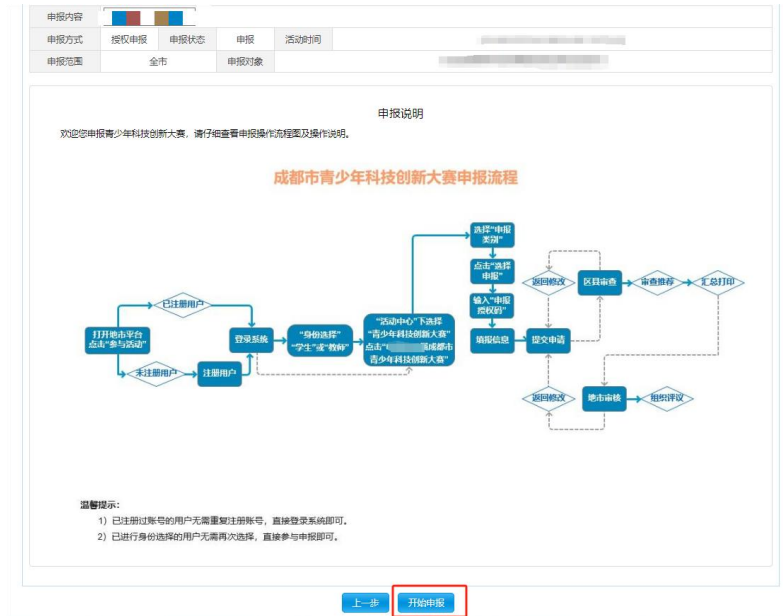 申报内容
申报方式 授权申报 申报状态 申报 活动时间
申报范围 全市 申报对象
申报说明
欢迎您申报青少年科技创新大赛，请仔细查看申报操作流程图及操作说明。
成都市青少年科技创新大赛申报流程
打开地市平台
点击“参与活动”
已注册用户
未注册用户
注册用户
登录系统
“身份选择”
“学生”或“教师”
“活动中心”下选择
“青少年科技创新大赛”
点击“
届成都市
青少年科技创新大赛”
选择“申报
类别”
点击“选择
申报”
输入“申报
授权码”
填报信息
提交申请
返回修改
区县审查
审查推荐
汇总打印
返回修改
地市审核
组织评议
温馨提示：
1）已注册过账号的用户无需重复注册账号，直接登录系统即可。
2）已进行身份选择的用户无需再次选择，直接参与申报即可。
上一步
开始申报